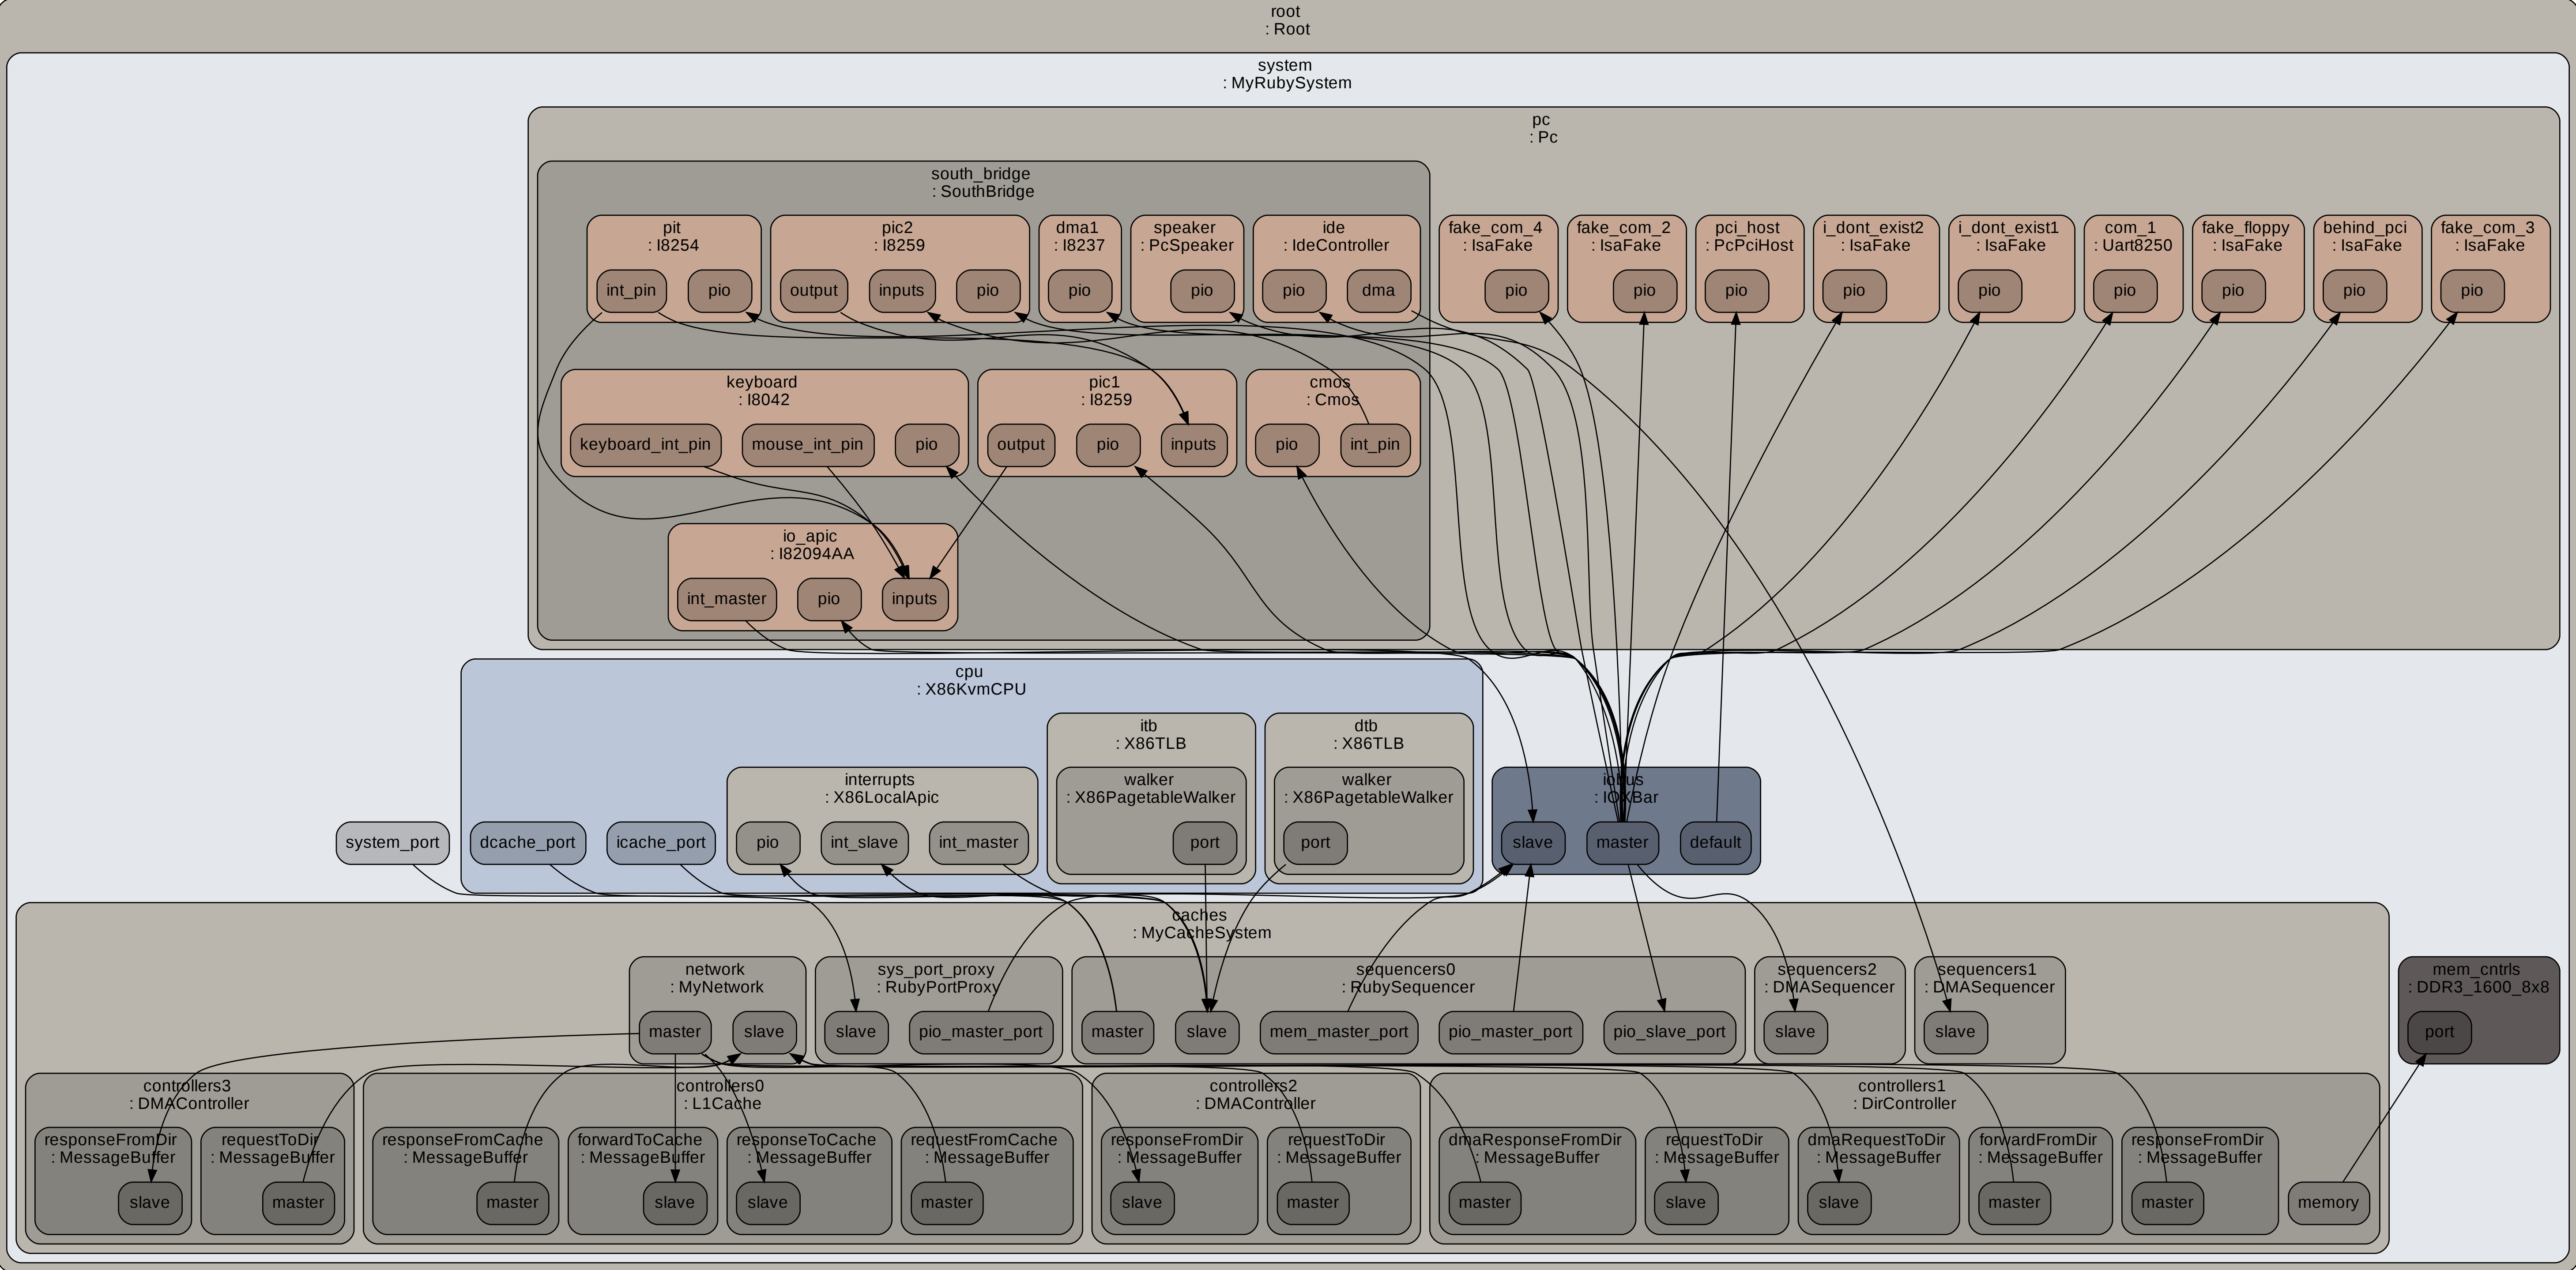 root
: Root
system
: MyRubySystem
pc
: Pc
south_bridge
: SouthBridge
pit
: I8254
int_pin
pio
pic2
: I8259
output
inputs
pio
dma1
: I8237
pio
speaker
: PcSpeaker
pio
ide
: IdeController
pio
dma
fake_com_4
: IsaFake
pio
fake_com_2
: IsaFake
pio
pci_host
: PcPciHost
pio
i_dont_exist2
: IsaFake
pio
i_dont_exist1
: IsaFake
pio
com_1
: Uart8250
pio
fake_floppy
: IsaFake
pio
behind_pci
: IsaFake
pio
fake_com_3
: IsaFake
pio
keyboard
: I8042
keyboard_int_pin
mouse_int_pin
pio
pic1
: I8259
output
pio
inputs
cmos
: Cmos
pio
int_pin
io_apic
: I82094AA
int_master
pio
inputs
cpu
: X86KvmCPU
itb
: X86TLB
walker
: X86PagetableWalker
port
dtb
: X86TLB
walker
: X86PagetableWalker
port
interrupts
: X86LocalApic
pio
int_slave
int_master
system_port
dcache_port
icache_port
iobus
: IOXBar
slave
master
default
caches
: MyCacheSystem
network
: MyNetwork
master
slave
sys_port_proxy
: RubyPortProxy
slave
pio_master_port
sequencers0
: RubySequencer
master
slave
mem_master_port
pio_master_port
pio_slave_port
sequencers2
: DMASequencer
slave
sequencers1
: DMASequencer
slave
mem_cntrls
: DDR3_1600_8x8
port
controllers3
: DMAController
responseFromDir
: MessageBuffer
slave
requestToDir
: MessageBuffer
master
controllers0
: L1Cache
responseFromCache
: MessageBuffer
master
forwardToCache
: MessageBuffer
slave
responseToCache
: MessageBuffer
slave
requestFromCache
: MessageBuffer
master
controllers2
: DMAController
responseFromDir
: MessageBuffer
slave
requestToDir
: MessageBuffer
master
controllers1
: DirController
dmaResponseFromDir
: MessageBuffer
master
requestToDir
: MessageBuffer
slave
dmaRequestToDir
: MessageBuffer
slave
forwardFromDir
: MessageBuffer
master
responseFromDir
: MessageBuffer
master
memory